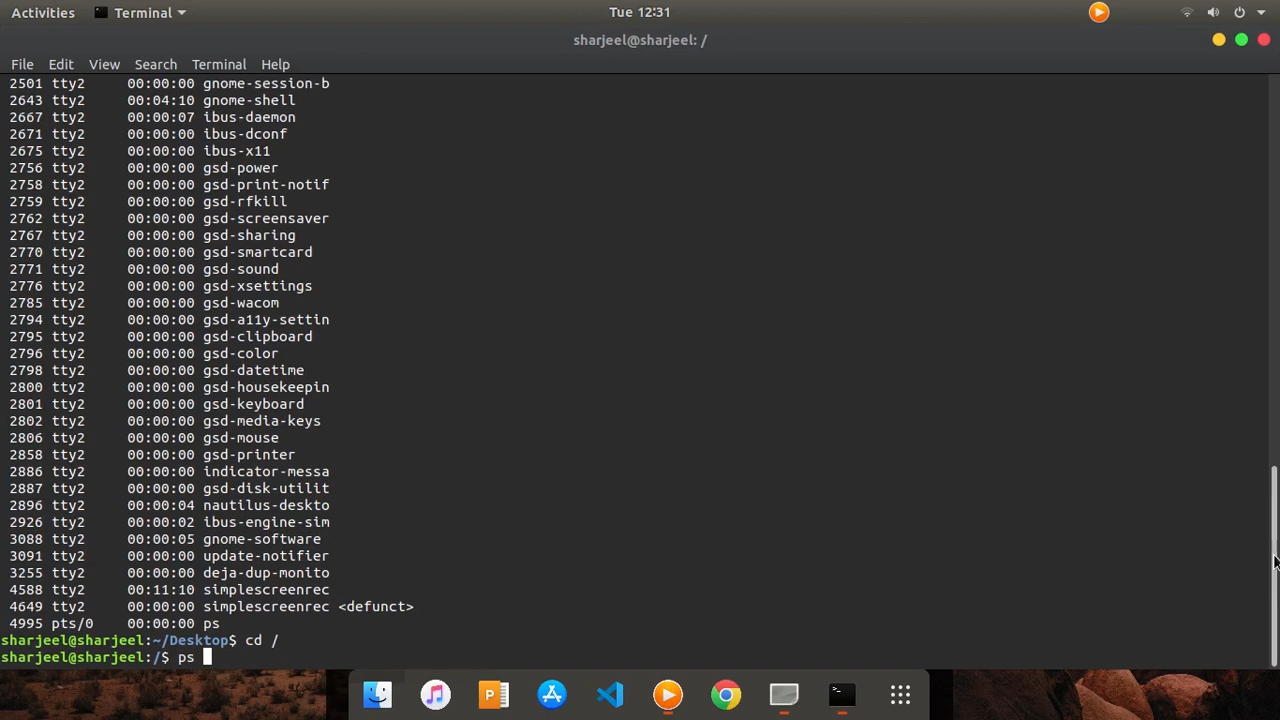 Activities Terminal Tue 12:31
sharjeel@sharjeel: /
File Edit View Search Terminal Help
2501 tty2 00:00:00 gnome-session-b
2643 tty2 00:04:10 gnome-shell
2667 tty2 00:00:07 ibus-daemon
2671 tty2 00:00:00 ibus-dconf
2675 tty2 00:00:00 ibus-x11
2756 tty2 00:00:00 gsd-power
2758 tty2 00:00:00 gsd-print-notif
2759 tty2 00:00:00 gsd-rfkill
2762 tty2 00:00:00 gsd-screensaver
2767 tty2 00:00:00 gsd-sharing
2770 tty2 00:00:00 gsd-smartcard
2771 tty2 00:00:00 gsd-sound
2776 tty2 00:00:00 gsd-xsettings
2785 tty2 00:00:00 gsd-wacom
2794 tty2 00:00:00 gsd-a11y-settin
2795 tty2 00:00:00 gsd-clipboard
2796 tty2 00:00:00 gsd-color
2798 tty2 00:00:00 gsd-datetime
2800 tty2 00:00:00 gsd-housekeepin
2801 tty2 00:00:00 gsd-keyboard
2802 tty2 00:00:00 gsd-media-keys
2806 tty2 00:00:00 gsd-mouse
2858 tty2 00:00:00 gsd-printer
2886 tty2 00:00:00 indicator-messa
2887 tty2 00:00:00 gsd-disk-utilit
2896 tty2 00:00:04 nautilus-deskto
2926 tty2 00:00:02 ibus-engine-sim
3088 tty2 00:00:05 gnome-software
3091 tty2 00:00:00 update-notifier
3255 tty2 00:00:00 deja-dup-monito
4588 tty2 00:11:10 simplescreenrec
4649 tty2 00:00:00 simplescreenrec <defunct>
4995 pts/0 00:00:00 ps
sharjeel@sharjeel:~/Desktop$ cd /
sharjeel@sharjeel:/$ ps
P
>_